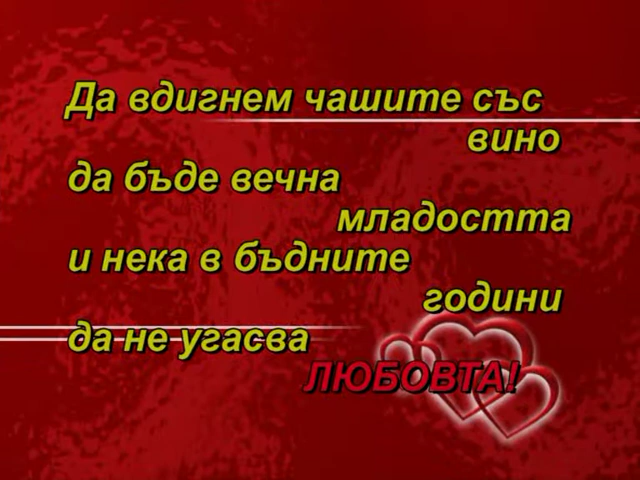 Да вдигнем чашите със
вино
да бъде вечна
младостта
и нека в бъдните
години
да не угасва
ЛЮБОВТА!